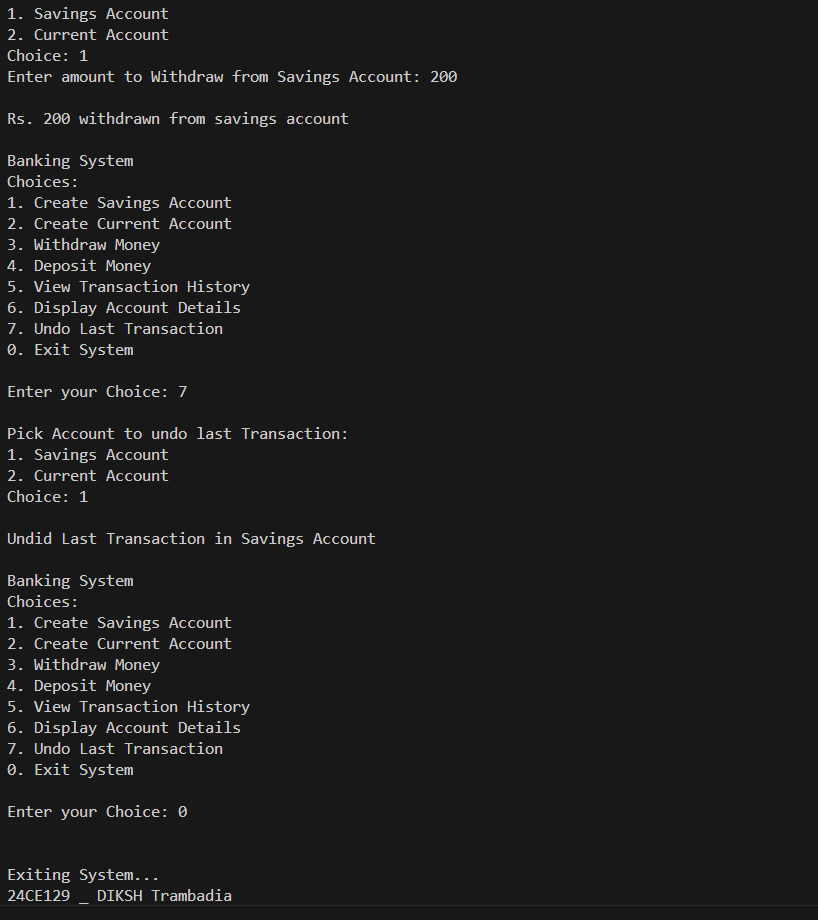 1. Savings Account
2. Current Account
Choice: 1
Enter amount to Withdraw from Savings Account: 200
Rs. 200 withdrawn from savings account
Banking System
Choices:
1. Create Savings Account
2. Create Current Account
3. Withdraw Money
4. Deposit Money
5. View Transaction History
6. Display Account Details
7. Undo Last Transaction
0. Exit System
Enter your Choice: 7
Pick Account to undo last Transaction:
1. Savings Account
2. Current Account
Choice: 1
Undid Last Transaction in Savings Account
Banking System
Choices:
1. Create Savings Account
2. Create Current Account
3. Withdraw Money
4. Deposit Money
5. View Transaction History
6. Display Account Details
7. Undo Last Transaction
0. Exit System
Enter your Choice: 0
Exiting System...
24CE129 _ DIKSH Trambadia